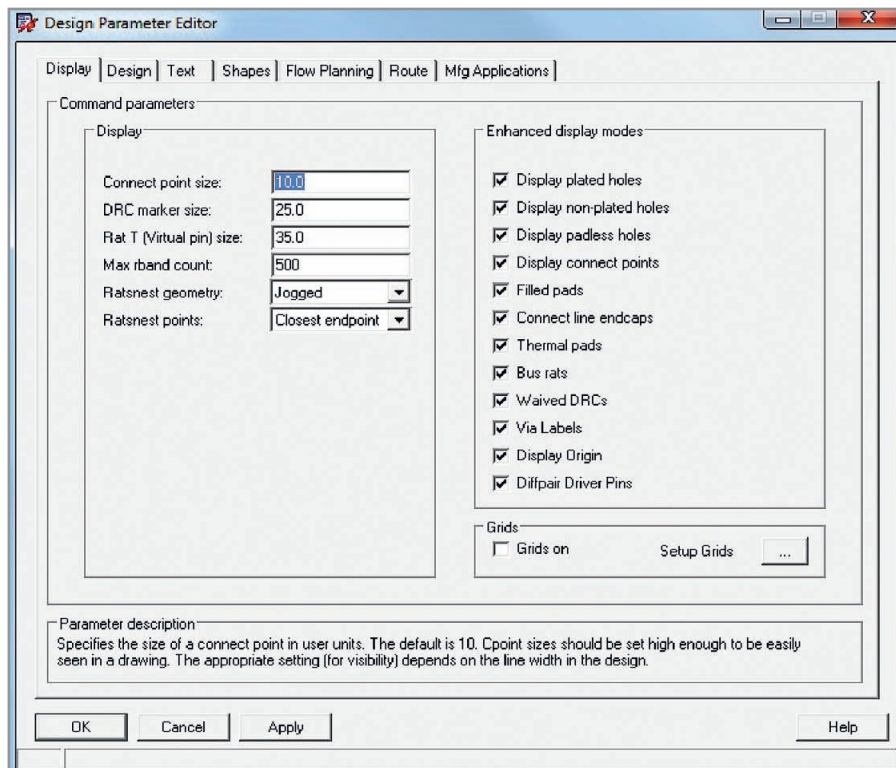 Design Parameter Editor
Display Design Text Shapes Flow Planning Route Mfg Applications
Command parameters
Display
Connect point size: 10.0
DRC marker size: 25.0
Rat T (Virtual pin) size: 35.0
Max rband count: 500
Ratsnest geometry: Jogged
Ratsnest points: Closest endpoint
Enhanced display modes
Display plated holes
Display non-plated holes
Display padless holes
Display connect points
Filled pads
Connect line endcaps
Thermal pads
Bus rats
Waived DRCs
Via Labels
Display Origin
Diffpair Driver Pins
Grids
Grids on Setup Grids ...
Parameter description
Specifies the size of a connect point in user units. The default is 10. Cpoint sizes should be set high enough to be easily
seen in a drawing. The appropriate setting (for visibility) depends on the line width in the design.
OK Cancel Apply Help